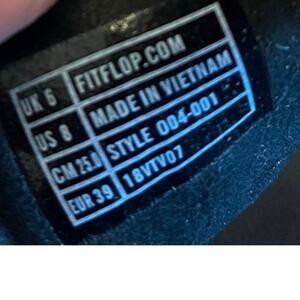 UK 6 FITFLOP.COM
US 8 MADE IN VIETNAM
CM 25.0 STYLE 004-001
EUR 39 18VTV07